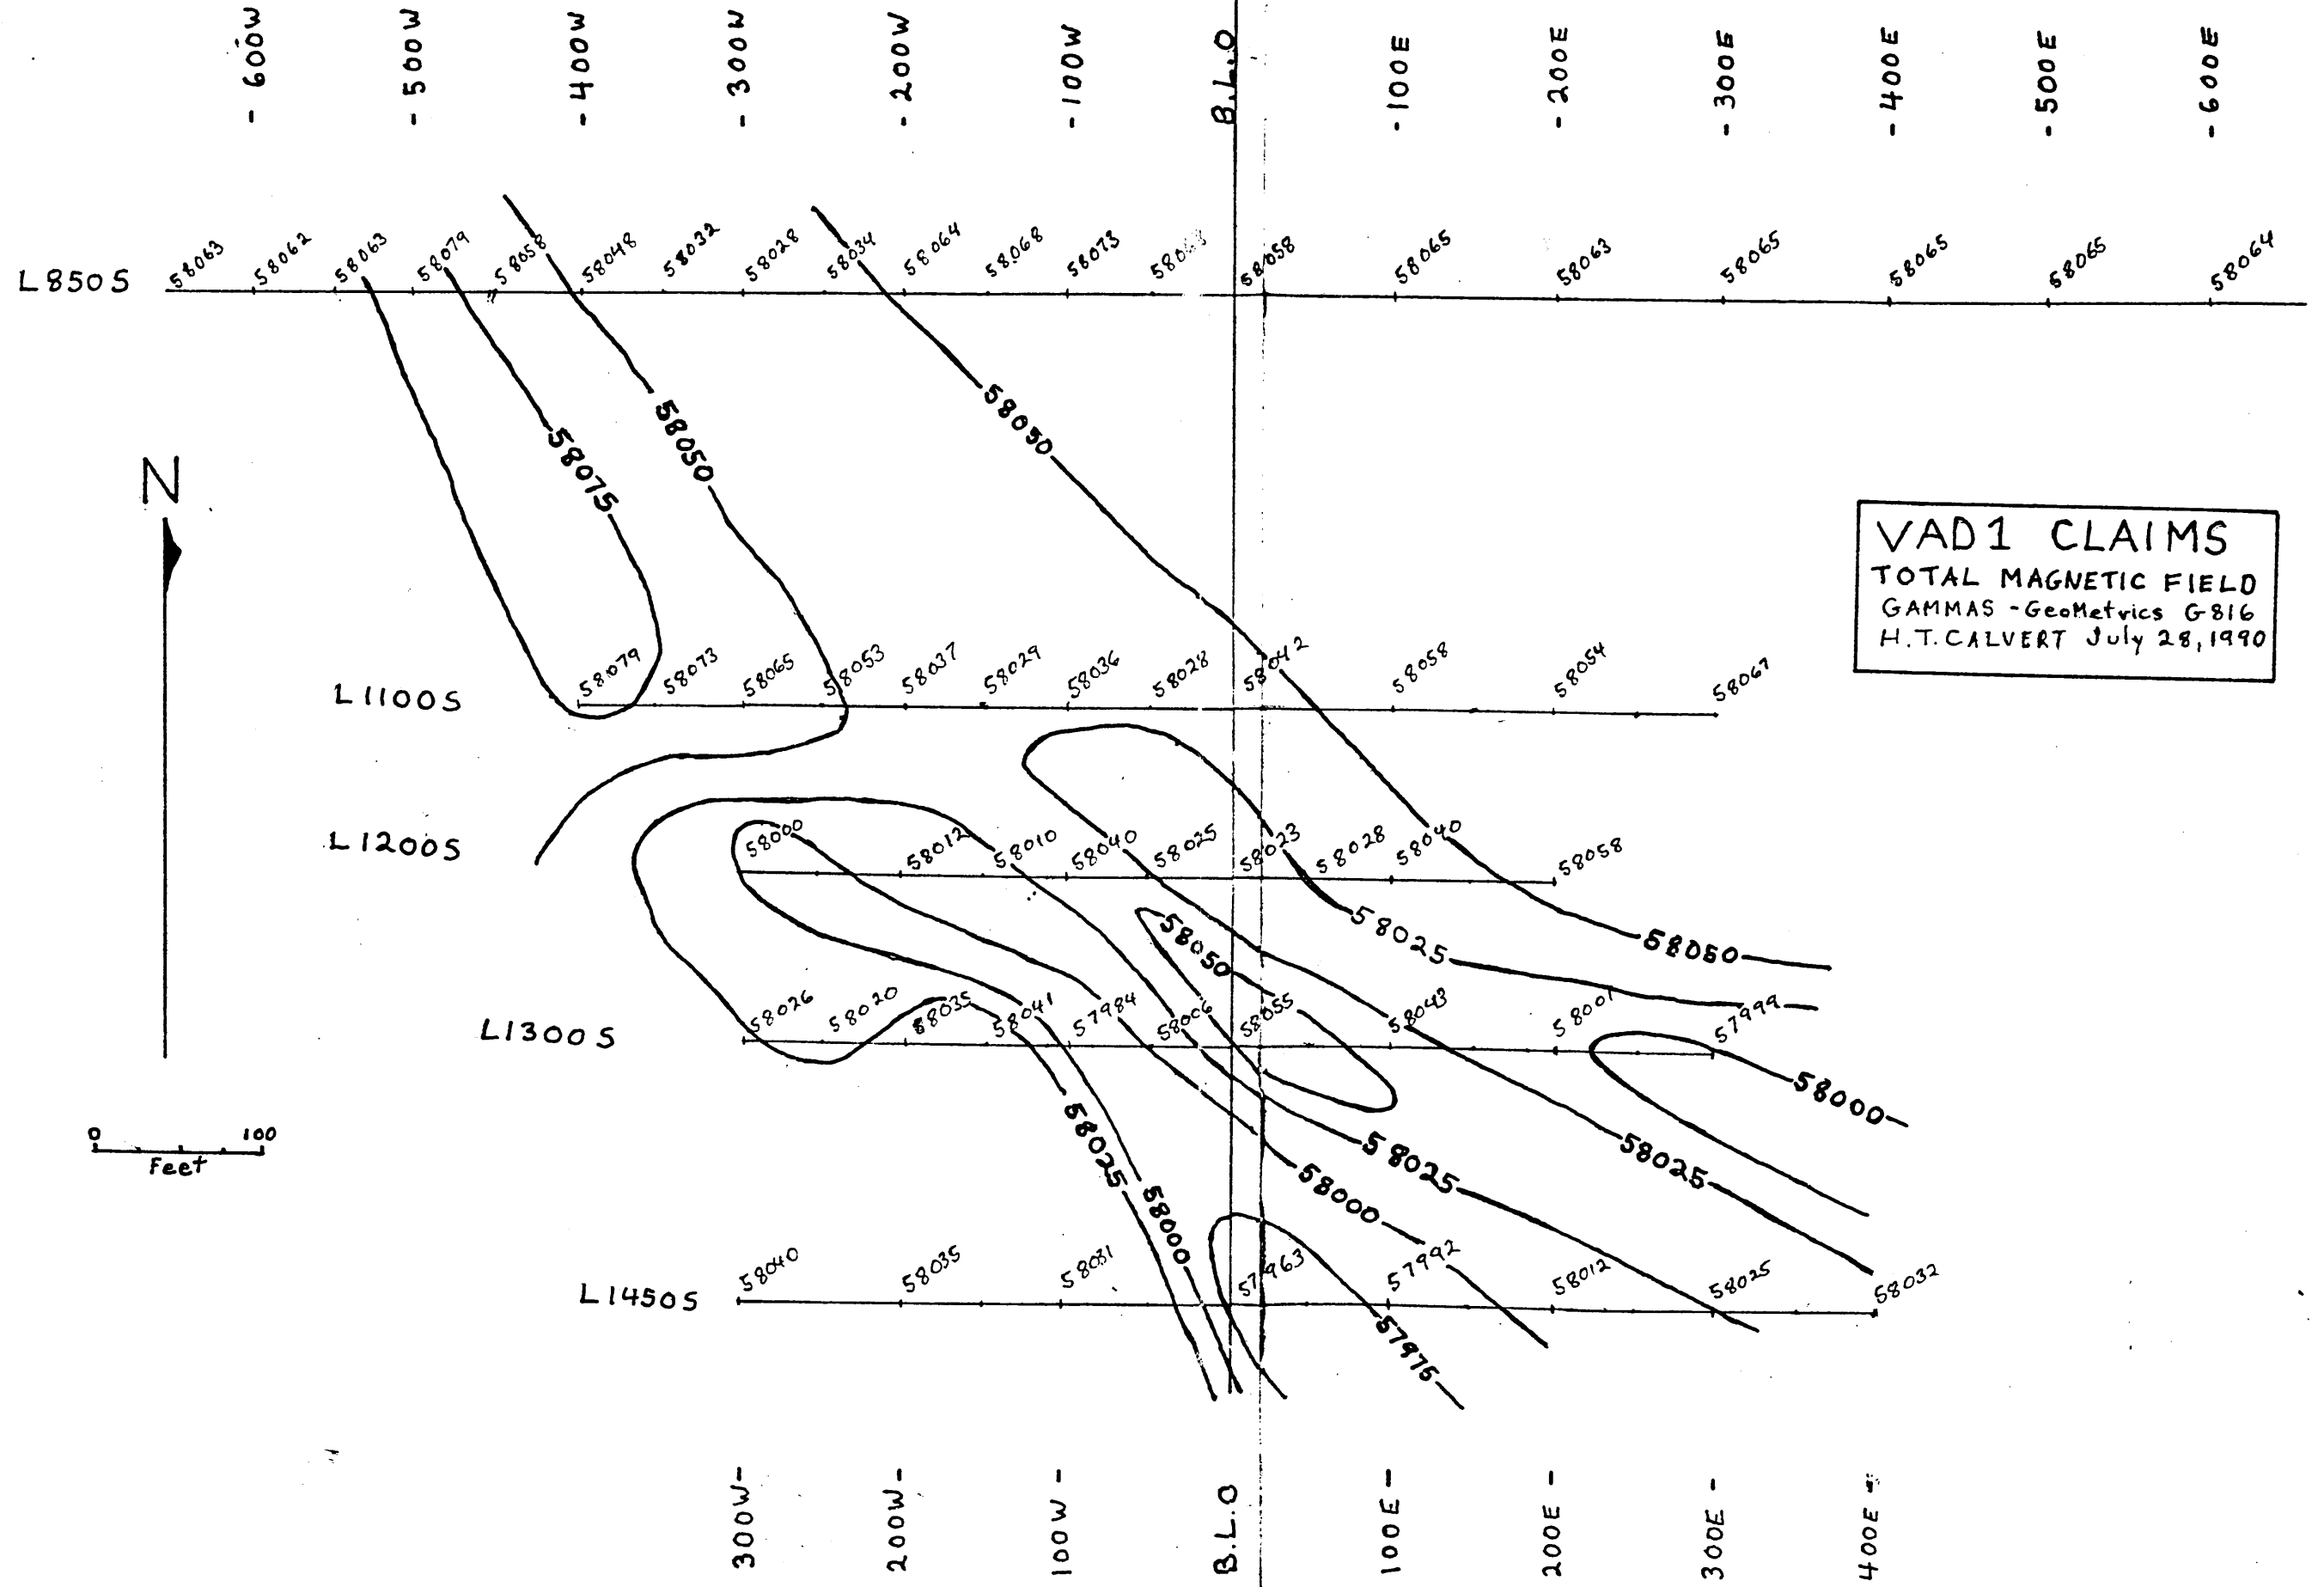 - 600W
- 500W
- 400W
- 300W
- 200W
- 100W
B.L.O
- 100E
- 200E
- 300E
- 400E
- 500E
- 600E
L850S 58063 58062 58063 58079 58058 58048 58032 58028 58034 58064 58068 58073 58058 58065 58063 58065 58065 58065 58064
58050
58050
58075
N
VAD1 CLAIMS
TOTAL MAGNETIC FIELD
GAMMAS - GeoMetrics G816
H.T. CALVERT July 28, 1990
L1100S 58079 58073 58065 58053 58037 58029 58036 58028 58042 58058 58054 58067
L1200S 58000 58012 58010 58040 58025 58023 58028 58040 58058
58025
58050
58050
L1300S 58026 58020 58035 58041 57984 58006 58055 58043 58001 57999
58000
0 100
Feet
58025
58025
58025
58000
58000
L1450S 58040 58035 58031 57963 57992 58012 58025 58032
57975
300W -
200W -
100W -
B.L.O
100E -
200E -
300E -
400E -